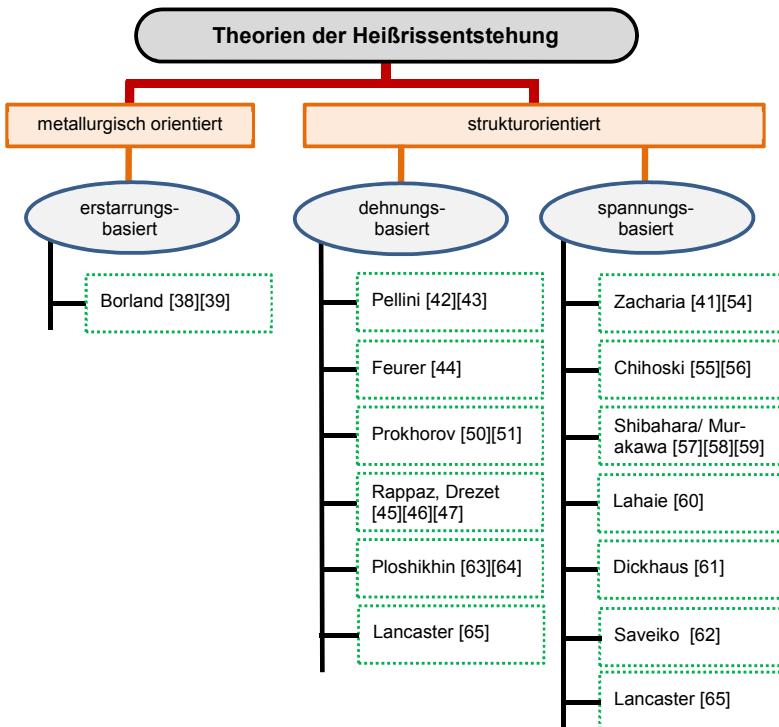 Theorien der Heißrissentstehung
metallurgisch orientiert
strukturorientiert
erstarrungs-
basiert
dehnungs-
basiert
spannungs-
basiert
Borland [38][39]
Pellini [42][43]
Feurer [44]
Prokhorov [50][51]
Rappaz, Drezet
[45][46][47]
Ploshikhin [63][64]
Lancaster [65]
Zacharia [41][54]
Chihoski [55][56]
Shibahara/ Mur-
akawa [57][58][59]
Lahaie [60]
Dickhaus [61]
Saveiko [62]
Lancaster [65]